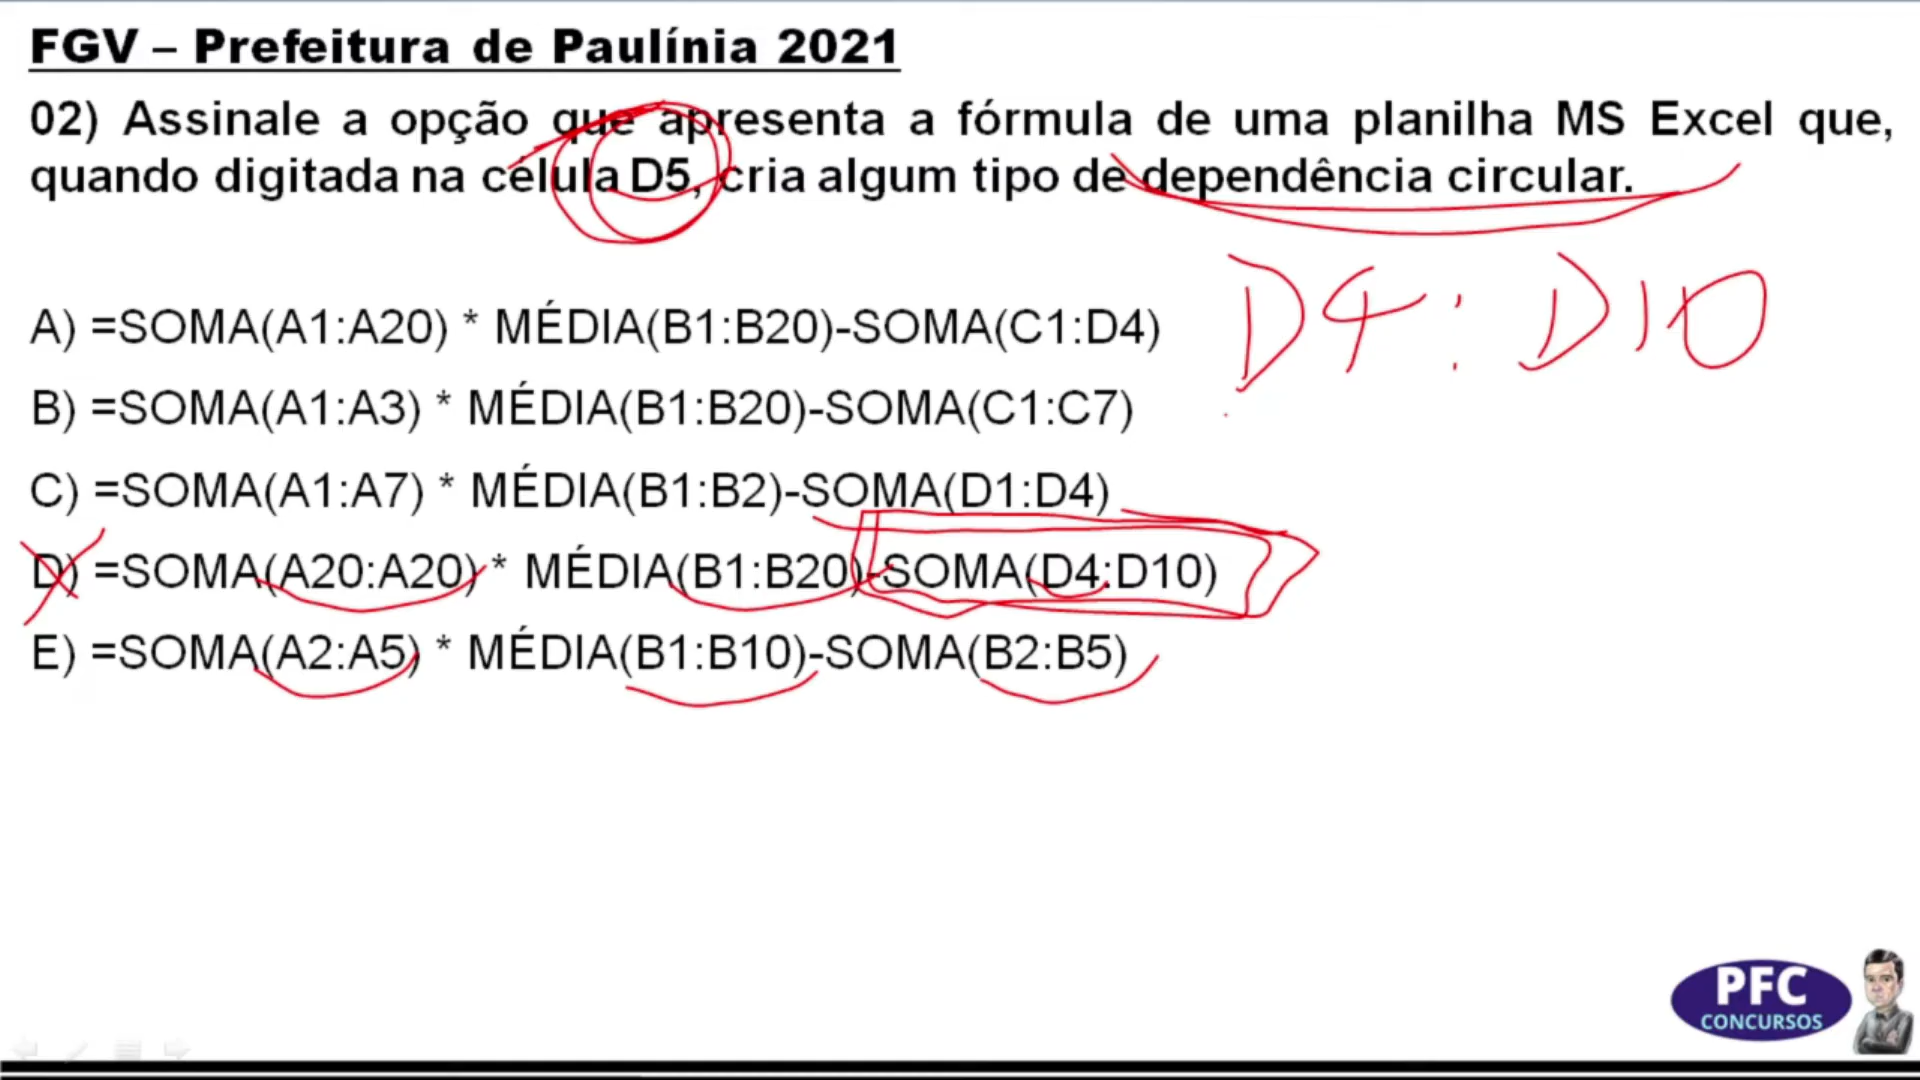 FGV – Prefeitura de Paulínia 2021
02) Assinale a opção que apresenta a fórmula de uma planilha MS Excel que,
quando digitada na célula D5, cria algum tipo de dependência circular.
D4:D10
A) =SOMA(A1:A20) * MÉDIA(B1:B20)-SOMA(C1:D4)
B) =SOMA(A1:A3) * MÉDIA(B1:B20)-SOMA(C1:C7)
C) =SOMA(A1:A7) * MÉDIA(B1:B2)-SOMA(D1:D4)
D) =SOMA(A20:A20) * MÉDIA(B1:B20)-SOMA(D4:D10)
E) =SOMA(A2:A5) * MÉDIA(B1:B10)-SOMA(B2:B5)
PFC
CONCURSOS